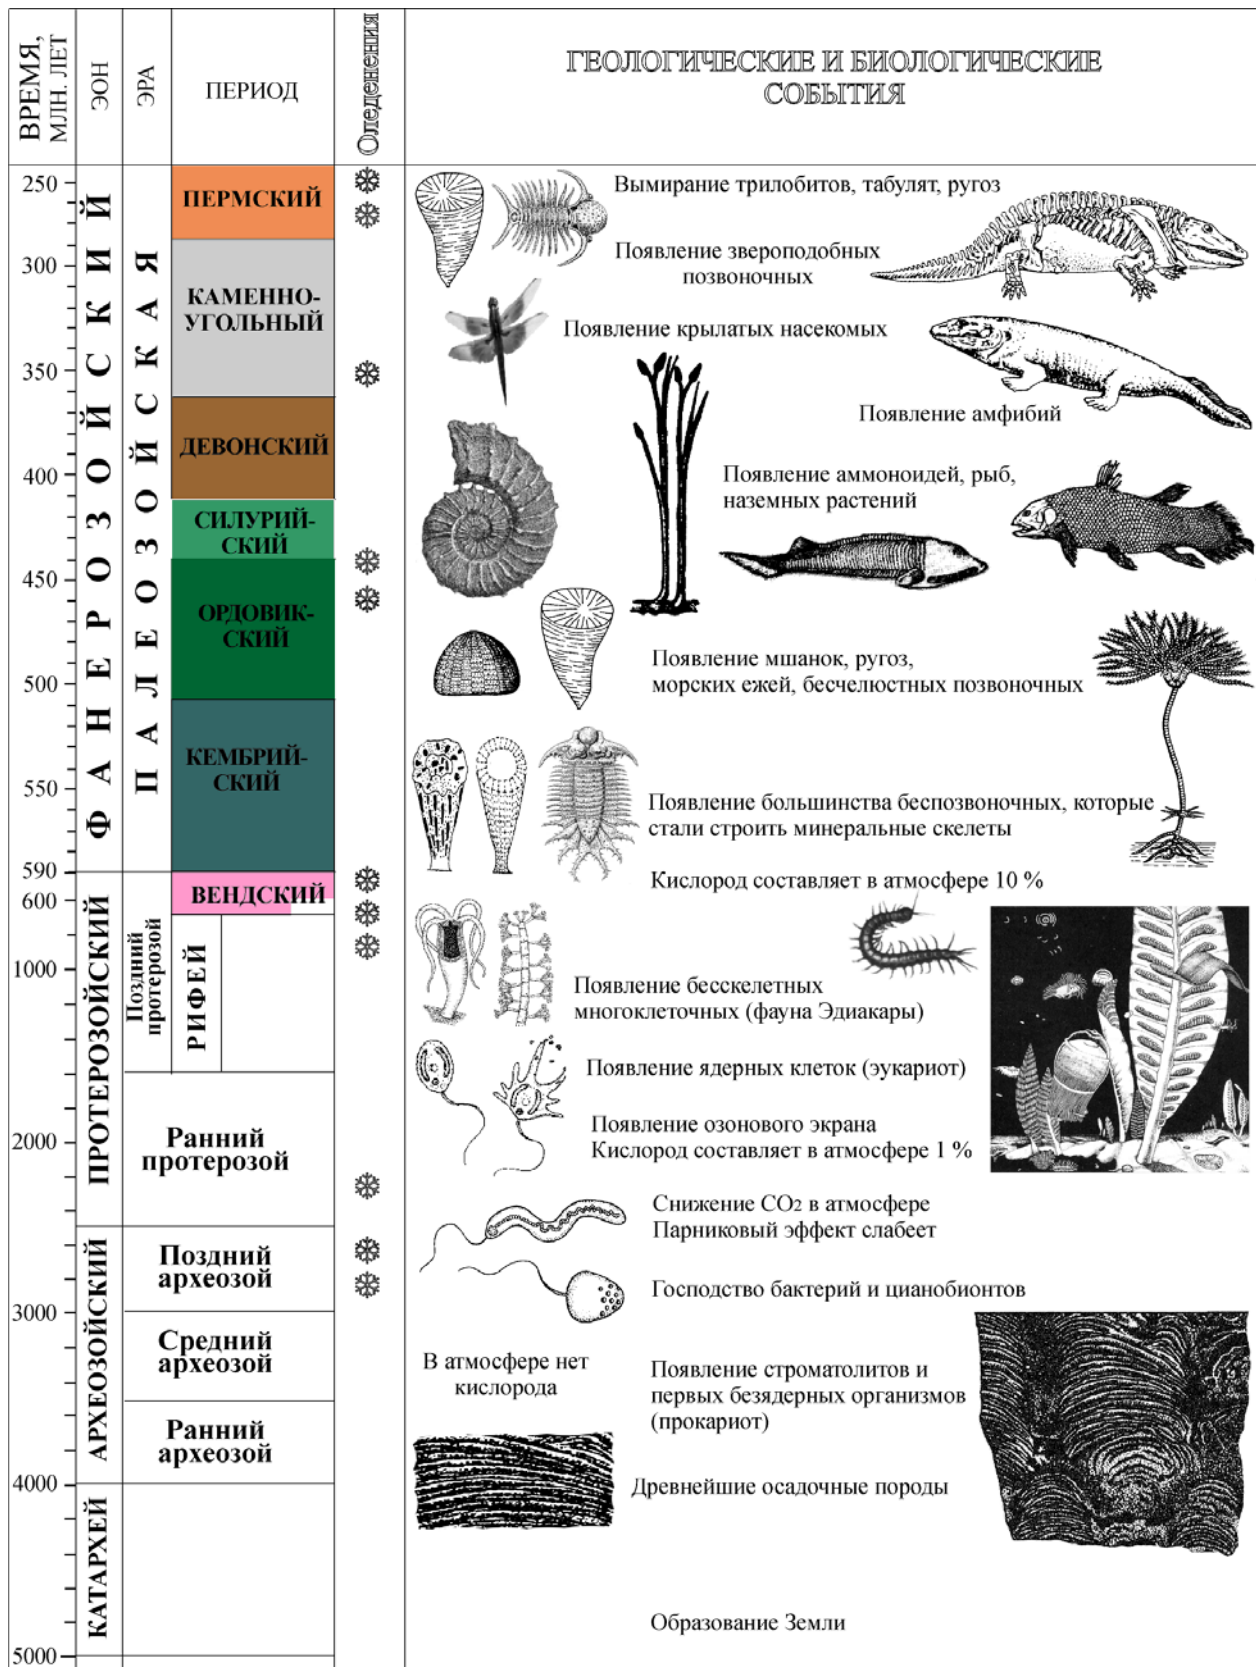 ВРЕМЯ,
МЛН. ЛЕТ
ЭОН
ЭРА
ПЕРИОД
Оледенения
ГЕОЛОГИЧЕСКИЕ И БИОЛОГИЧЕСКИЕ
СОБЫТИЯ
250
300
350
400
450
500
550
590
600
1000
2000
3000
4000
5000
ФАНЕРОЗОЙСКИЙ
ПРОТЕРОЗОЙСКИЙ
АРХЕОЗОЙСКИЙ
КАТАРХЕЙ
ПАЛЕОЗОЙСКАЯ
Поздний
протерозой
РИФЕЙ
ПЕРМСКИЙ
КАМЕННО-
УГОЛЬНЫЙ
ДЕВОНСКИЙ
СИЛУРИЙ-
СКИЙ
ОРДОВИК-
СКИЙ
КЕМБРИЙ-
СКИЙ
ВЕНДСКИЙ
Ранний
протерозой
Поздний
археозой
Средний
археозой
Ранний
археозой
Вымирание трилобитов, табулят, ругоз
Появление звероподобных
позвоночных
Появление крылатых насекомых
Появление амфибий
Появление аммоноидей, рыб,
наземных растений
Появление мшанок, ругоз,
морских ежей, бесчелюстных позвоночных
Появление большинства беспозвоночных, которые
стали строить минеральные скелеты
Кислород составляет в атмосфере 10 %
Появление бесскелетных
многоклеточных (фауна Эдиакары)
Появление ядерных клеток (эукариот)
Появление озонового экрана
Кислород составляет в атмосфере 1 %
Снижение CO2 в атмосфере
Парниковый эффект слабеет
Господство бактерий и цианобионтов
В атмосфере нет
кислорода
Появление строматолитов и
первых безядерных организмов
(прокариот)
Древнейшие осадочные породы
Образование Земли